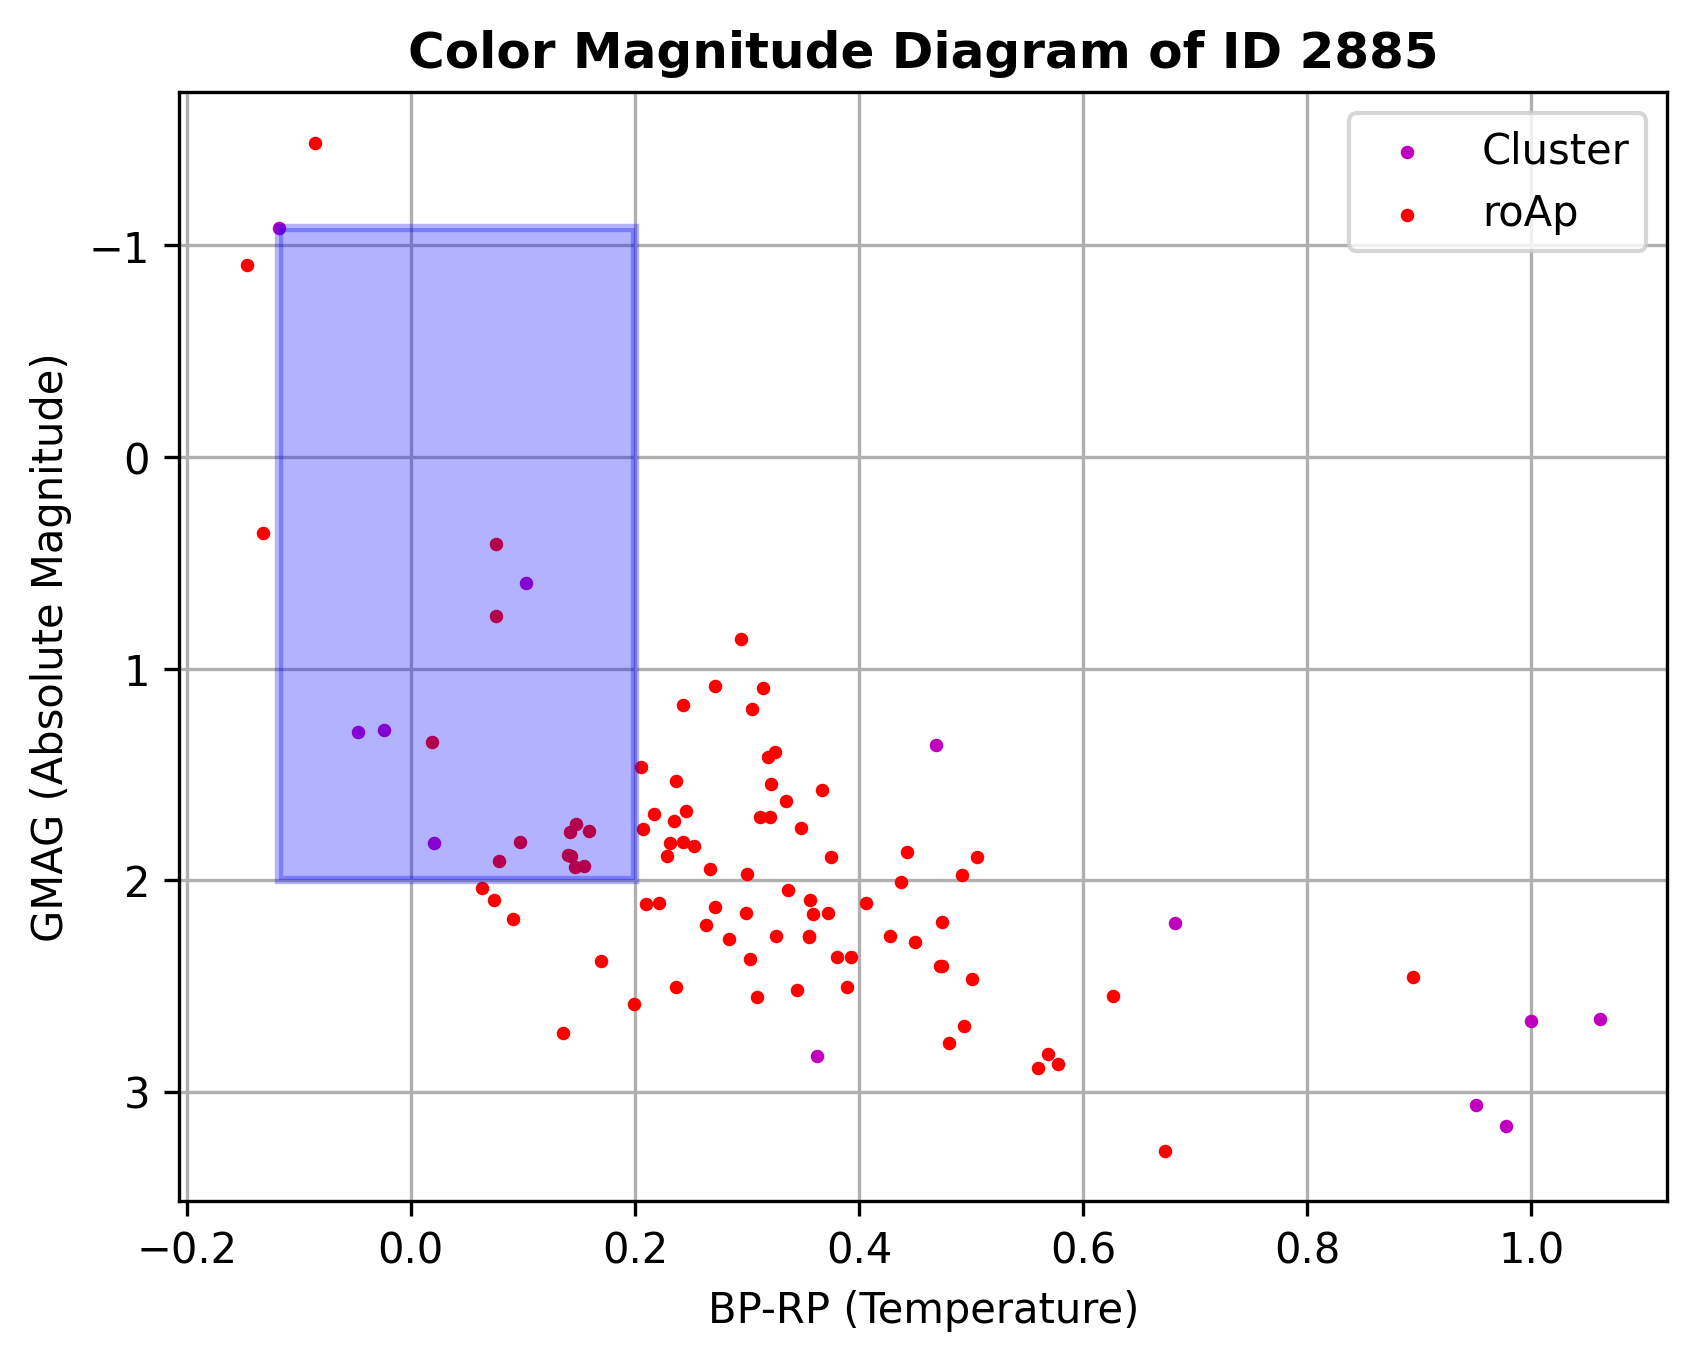 Color Magnitude Diagram of ID 2885
Cluster
roAp
−1
0
1
2
3
GMAG (Absolute Magnitude)
−0.2 0.0 0.2 0.4 0.6 0.8 1.0
BP-RP (Temperature)